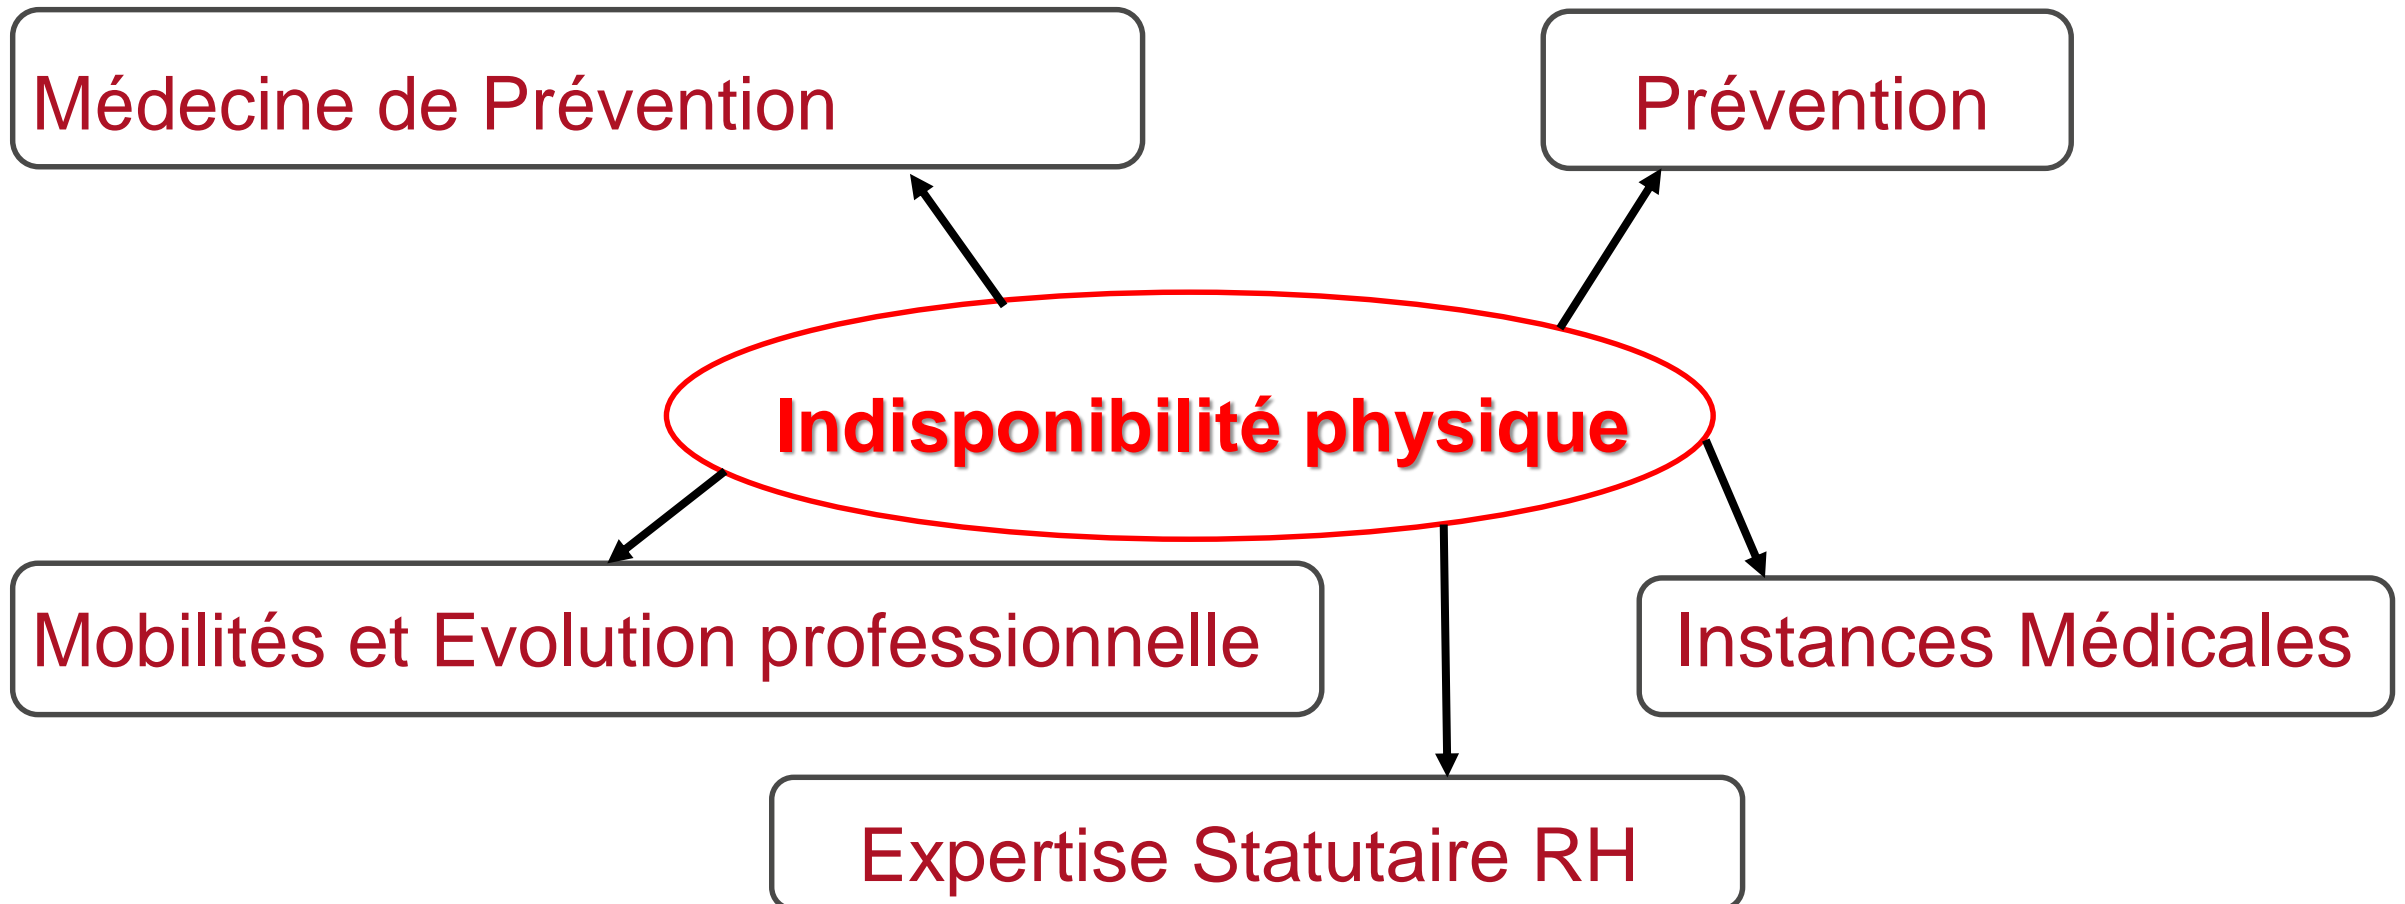 Médecine de Prévention
Prévention
Indisponibilité physique
Mobilités et Evolution professionnelle
Instances Médicales
Expertise Statutaire RH